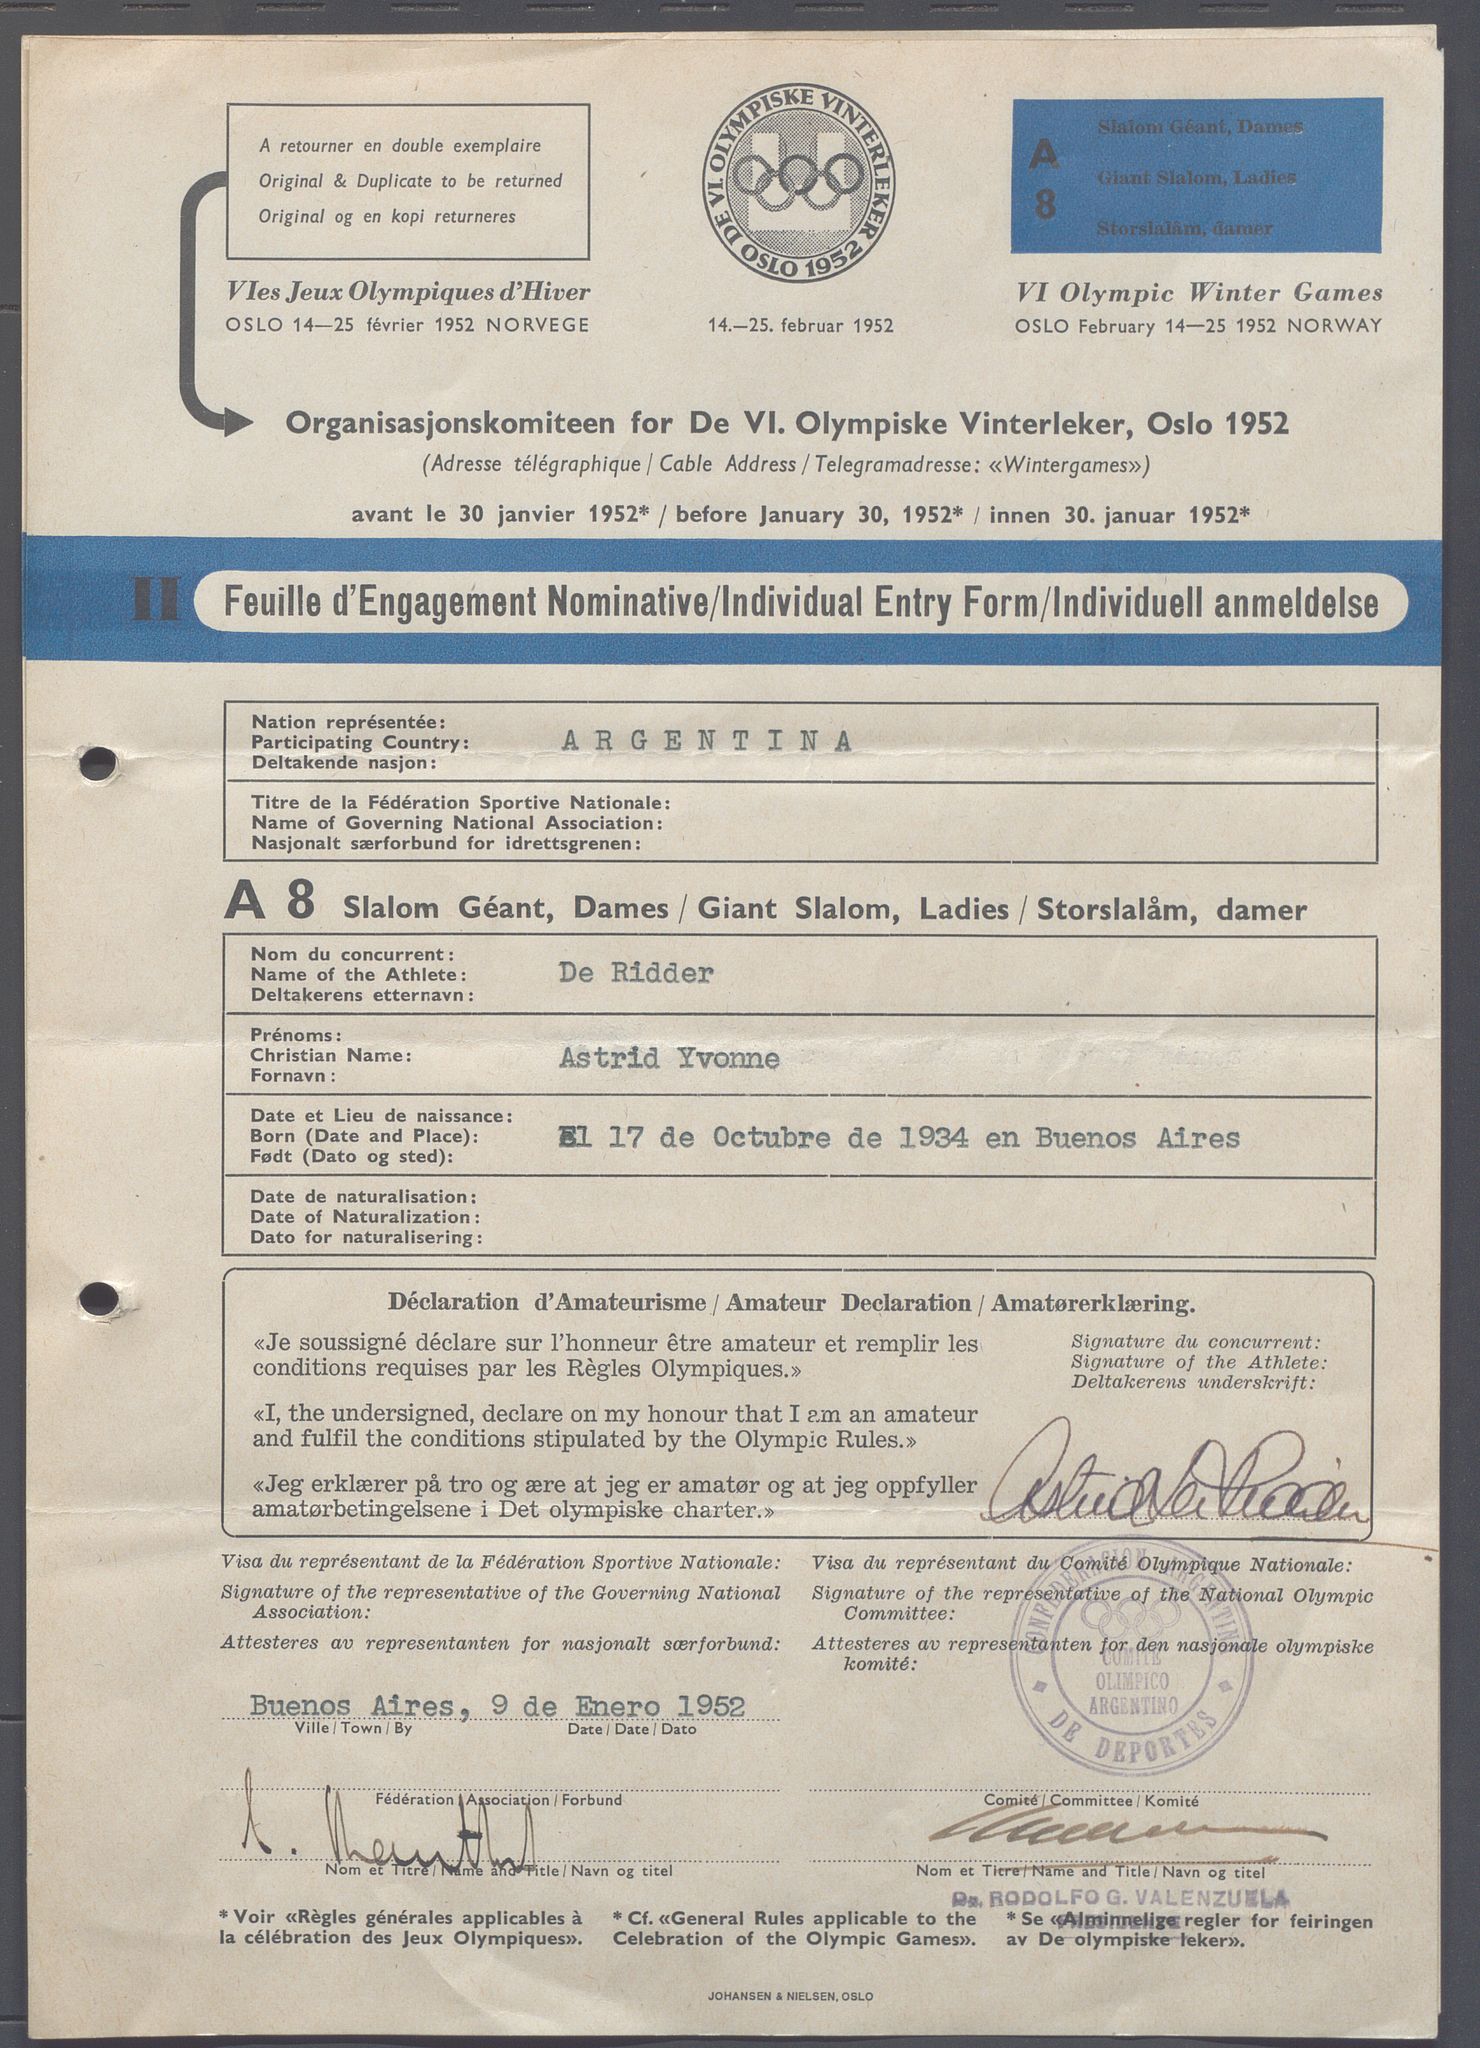 A retourner en double exemplaire
Original & Duplicate to be returned
Original og en kopi returneres
DE VI. OLYMPISKE VINTERLEKER OSLO 1952
A 8
Slalom Géant, Dames
Giant Slalom, Ladies
Storslalåm, damer
VIes Jeux Olympiques d'Hiver
OSLO 14—25 février 1952 NORVEGE
14.—25. februar 1952
VI Olympic Winter Games
OSLO February 14—25 1952 NORWAY
Organisasjonskomiteen for De VI. Olympiske Vinterleker, Oslo 1952
(Adresse télégraphique / Cable Address / Telegramadresse: «Wintergames»)
avant le 30 janvier 1952* / before January 30, 1952* / innen 30. januar 1952*
II Feuille d'Engagement Nominative/Individual Entry Form/Individuell anmeldelse
Nation représentée:
Participating Country: ARGENTINA
Deltakende nasjon:
Titre de la Fédération Sportive Nationale:
Name of Governing National Association:
Nasjonalt særforbund for idrettsgrenen:
A 8 Slalom Géant, Dames / Giant Slalom, Ladies / Storslalåm, damer
Nom du concurrent:
Name of the Athlete: De Ridder
Deltakerens etternavn:
Prénoms:
Christian Name: Astrid Yvonne
Fornavn:
Date et Lieu de naissance:
Born (Date and Place): El 17 de Octubre de 1934 en Buenos Aires
Født (Dato og sted):
Date de naturalisation:
Date of Naturalization:
Dato for naturalisering:
Déclaration d'Amateurisme / Amateur Declaration / Amatørerklæring.
«Je soussigné déclare sur l'honneur être amateur et remplir les
conditions requises par les Règles Olympiques.»
«I, the undersigned, declare on my honour that I am an amateur
and fulfil the conditions stipulated by the Olympic Rules.»
«Jeg erklærer på tro og ære at jeg er amatør og at jeg oppfyller
amatørbetingelsene i Det olympiske charter.»
Signature du concurrent:
Signature of the Athlete:
Deltakerens underskrift:
Astrid de Ridder
Visa du représentant de la Fédération Sportive Nationale:
Signature of the representative of the Governing National
Association:
Attesteres av representanten for nasjonalt særforbund:
Visa du représentant du Comité Olympique Nationale:
Signature of the representative of the National Olympic
Committee:
Attesteres av representanten for den nasjonale olympiske
komité:
CONFEDERACION ARGENTINA DE DEPORTES
COMITE
OLIMPICO
ARGENTINO
Buenos Aires, 9 de Enero 1952
Ville / Town / By Date / Date / Dato
Fédération / Association / Forbund
Comité / Committee / Komité
Nom et Titre / Name and Title / Navn og titel
Nom et Titre / Name and Title / Navn og titel
Dr. RODOLFO G. VALENZUELA
PRESIDENTE
* Voir «Règles générales applicables à
la célébration des Jeux Olympiques».
* Cf. «General Rules applicable to the
Celebration of the Olympic Games».
* Se «Alminnelige regler for feiringen
av De olympiske leker».
JOHANSEN & NIELSEN, OSLO